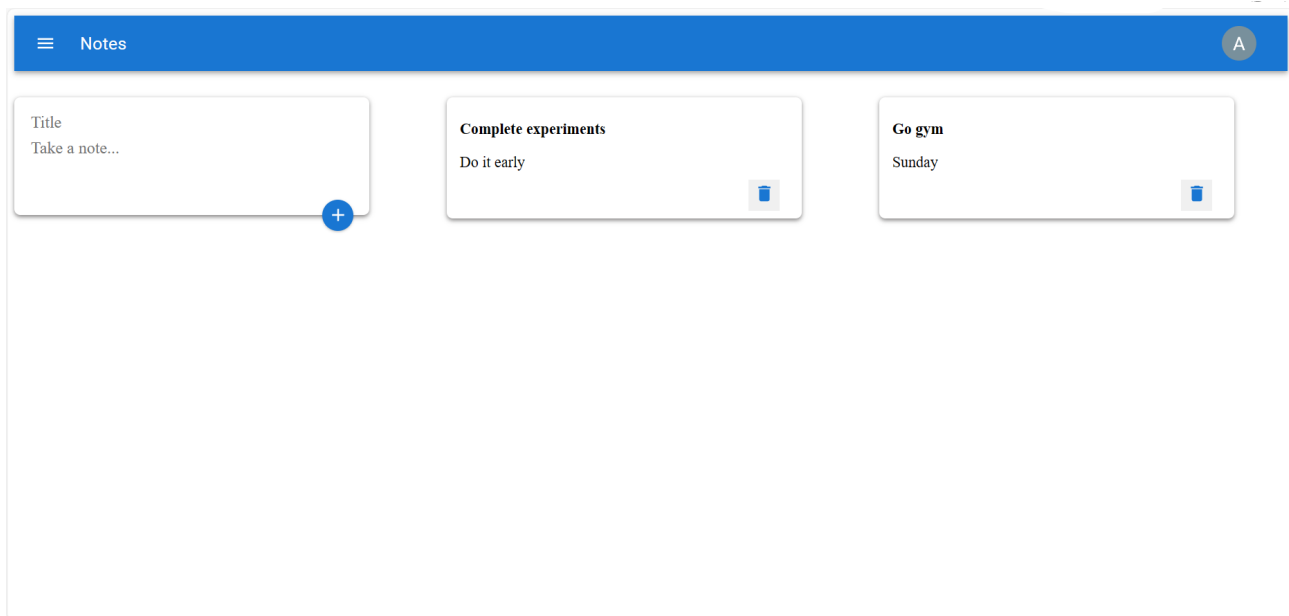 Notes
A
Title
Take a note...
Complete experiments
Do it early
Go gym
Sunday